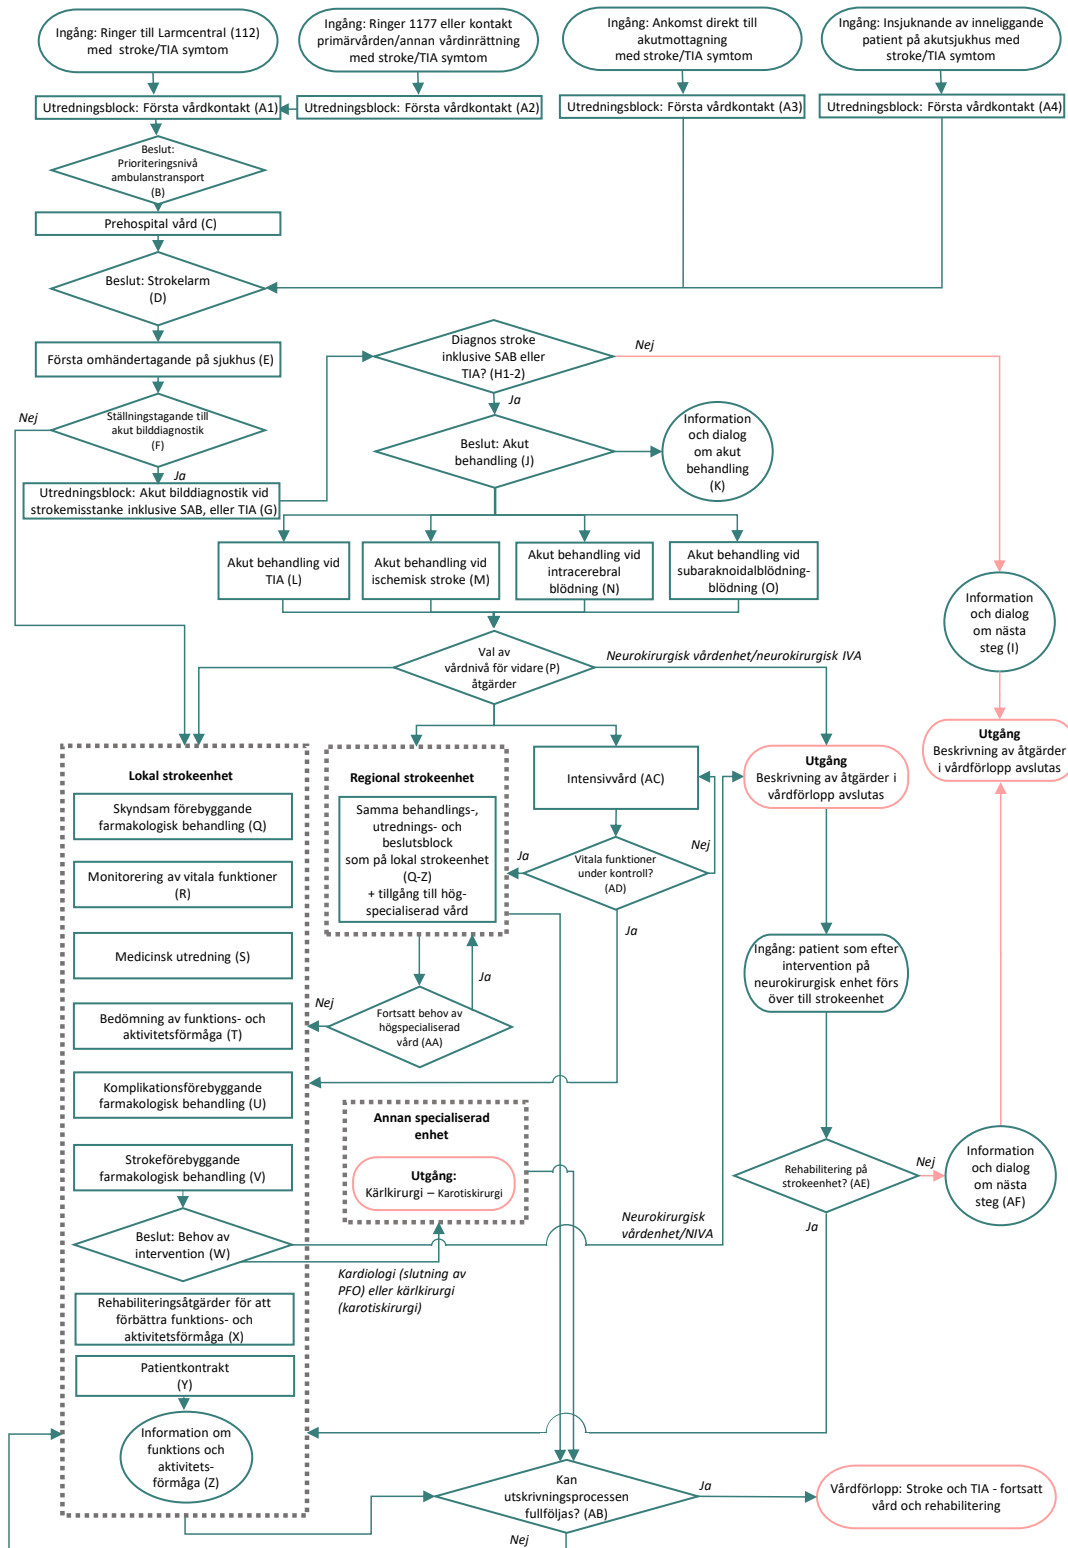 Ingång: Ringer till Larmcentral (112)
med stroke/TIA symtom
Ingång: Ringer 1177 eller kontakt
primärvården/annan vårdinrättning
med stroke/TIA symtom
Ingång: Ankomst direkt till
akutmottagning
med stroke/TIA symtom
Ingång: Insjuknande av inneliggande
patient på akutsjukhus med
stroke/TIA symtom
Utredningsblock: Första vårdkontakt (A1)
Utredningsblock: Första vårdkontakt (A2)
Utredningsblock: Första vårdkontakt (A3)
Utredningsblock: Första vårdkontakt (A4)
Beslut:
Prioriteringsnivå
ambulanstransport
(B)
Prehospital vård (C)
Beslut: Strokelarm
(D)
Första omhändertagande på sjukhus (E)
Diagnos stroke
inklusive SAB eller
TIA? (H1-2)
Nej
Ja
Nej
Ställningstagande till
akut bilddiagnostik
(F)
Ja
Beslut: Akut
behandling (J)
Information
och dialog
om akut
behandling
(K)
Utredningsblock: Akut bilddiagnostik vid
strokemisstanke inklusive SAB, eller TIA (G)
Akut behandling vid
TIA (L)
Akut behandling vid
ischemisk stroke (M)
Akut behandling vid
intracerebral
blödning (N)
Akut behandling vid
subaraknoidalblödning-
blödning (O)
Information
och dialog
om nästa
steg (I)
Val av
vårdnivå för vidare (P)
åtgärder
Neurokirurgisk vårdenhet/neurokirurgisk IVA
Utgång
Beskrivning av åtgärder
i vårdförlopp avslutas
Lokal strokeenhet
Skyndsam förebyggande
farmakologisk behandling (Q)
Monitorering av vitala funktioner
(R)
Medicinsk utredning (S)
Bedömning av funktions- och
aktivitetsförmåga (T)
Komplikationsförebyggande
farmakologisk behandling (U)
Strokeförebyggande
farmakologisk behandling (V)
Beslut: Behov av
intervention (W)
Rehabiliteringsåtgärder för att
förbättra funktions- och
aktivitetsförmåga (X)
Patientkontrakt
(Y)
Information om
funktions och
aktivitets-
förmåga (Z)
Regional strokeenhet
Samma behandlings-,
utrednings- och
beslutsblock
som på lokal strokeenhet
(Q-Z)
+ tillgång till hög-
specialiserad vård
Intensivvård (AC)
Nej
Ja
Vitala funktioner
under kontroll?
(AD)
Ja
Utgång
Beskrivning av åtgärder i
vårdförlopp avslutas
Ingång: patient som efter
intervention på
neurokirurgisk enhet förs
över till strokeenhet
Ja
Nej
Fortsatt behov av
högspecialiserad
vård (AA)
Annan specialiserad
enhet
Utgång:
Kärlkirurgi – Karotiskirurgi
Rehabilitering på
strokeenhet? (AE)
Nej
Ja
Information
och dialog
om nästa
steg (AF)
Neurokirurgisk
vårdenhet/NIVA
Kardiologi (slutning av
PFO) eller kärlkirurgi
(karotiskirurgi)
Kan
utskrivningsprocessen
fullföljas? (AB)
Ja
Nej
Vårdförlopp: Stroke och TIA - fortsatt
vård och rehabilitering